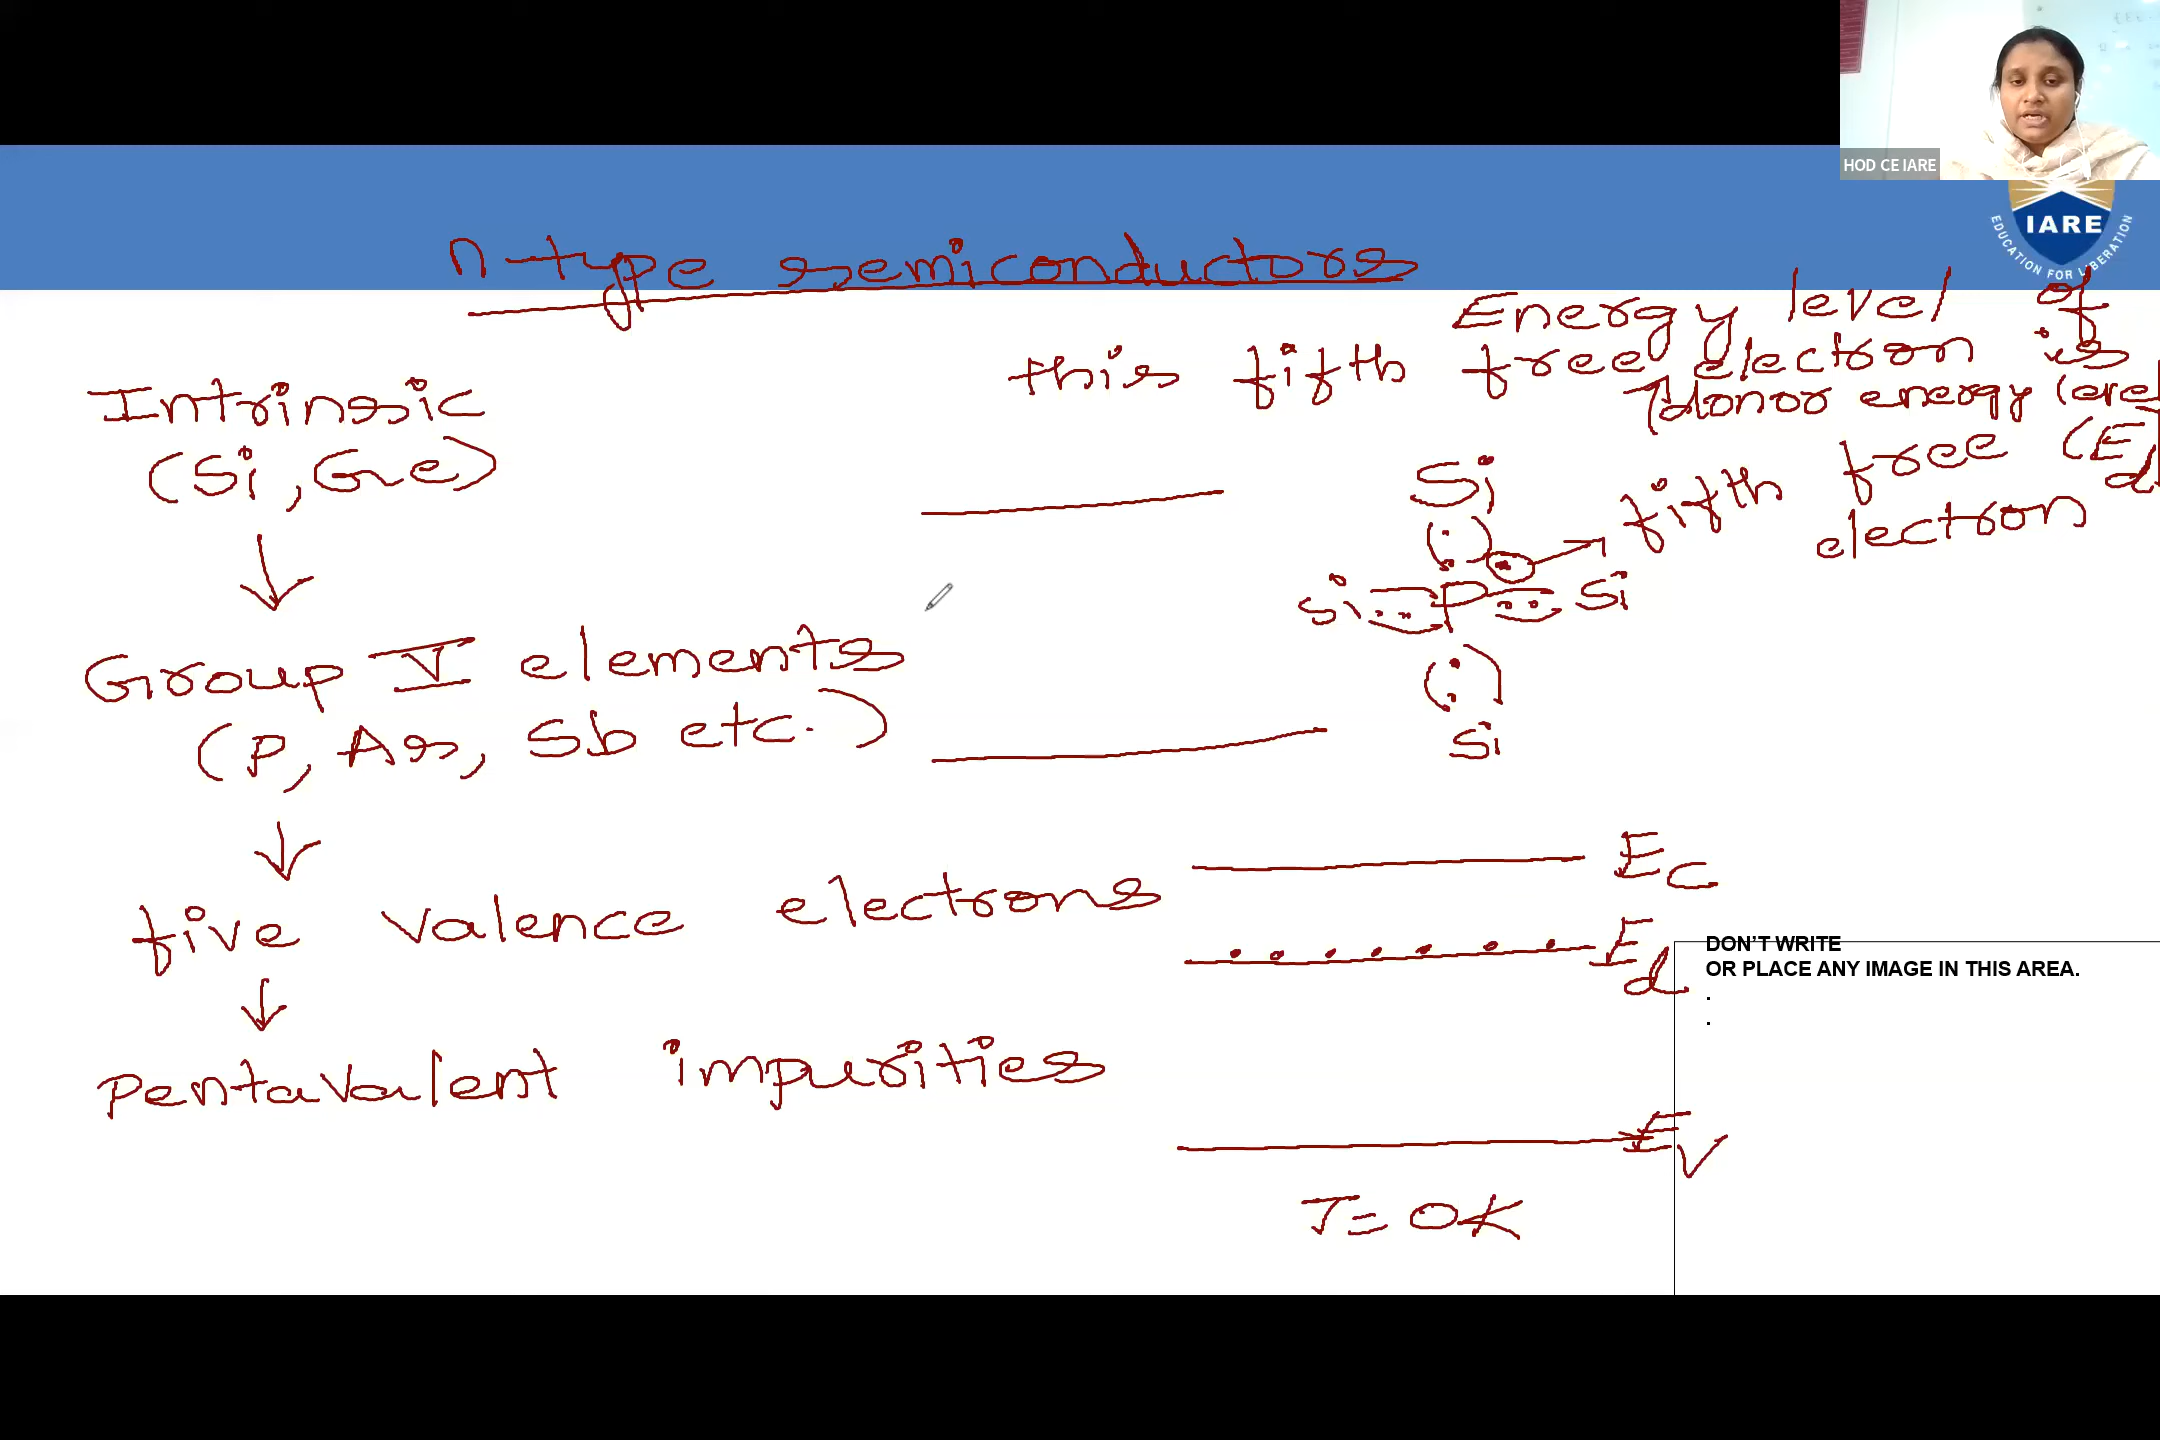 HOD CE IARE
IARE
EDUCATION FOR LIBERATION
n-type semiconductors
Energy level of
this fifth free electron is
donor energy level
(Ed)
Intrinsic
(Si, Ge)
Si
fifth free
electron
Si P Si
Si
Group V elements
(P, As, Sb etc.)
five valence electrons
Pentavalent impurities
Ec
Ed
Ev
T = 0K
DON'T WRITE
OR PLACE ANY IMAGE IN THIS AREA.
.
.